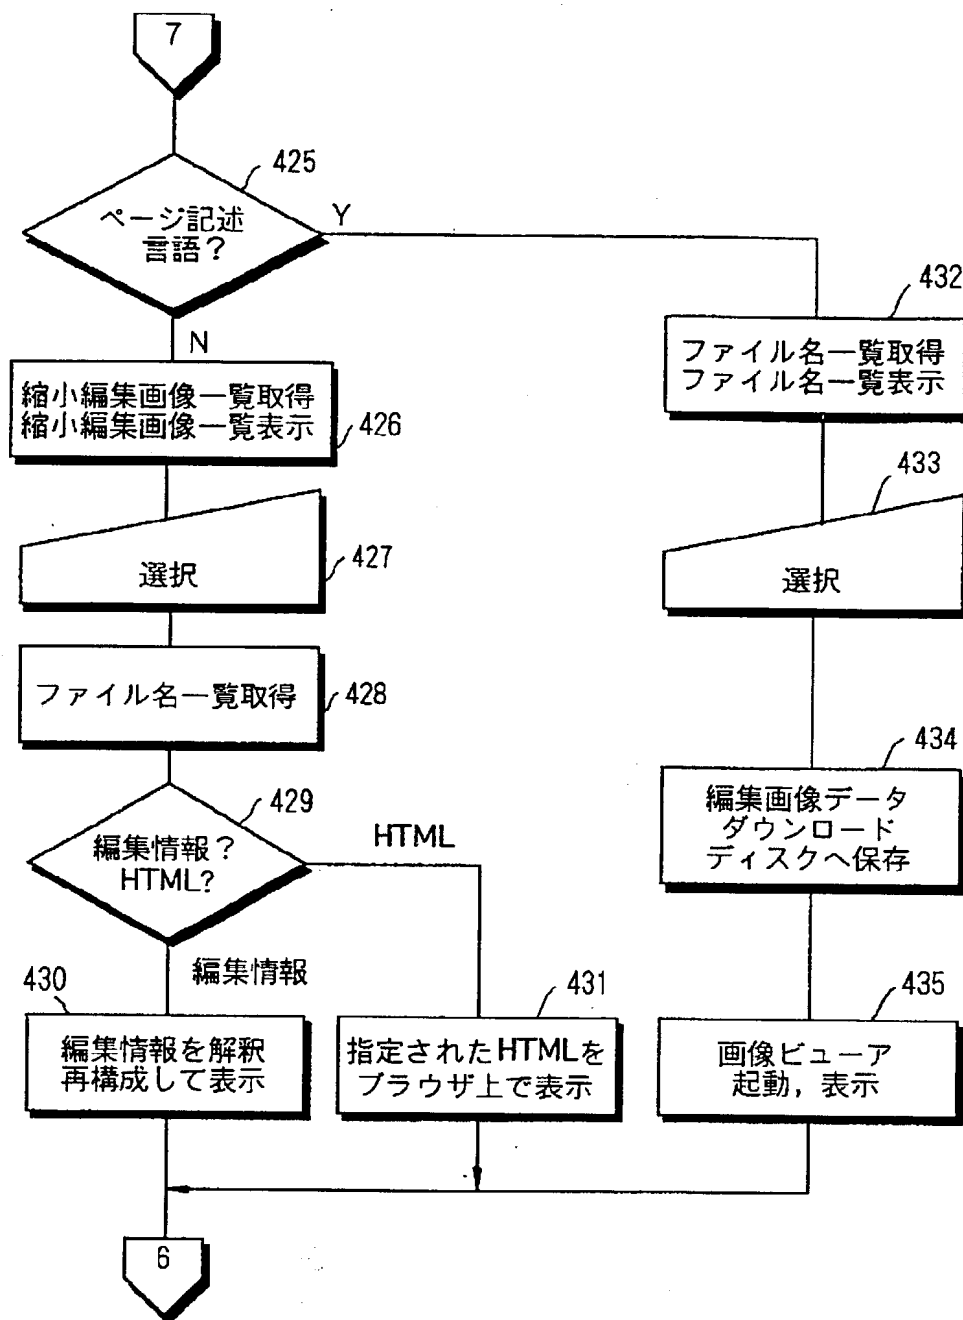 7
425
ページ記述
言語?
Y
N
縮小編集画像一覧取得
縮小編集画像一覧表示
426
選択
427
ファイル名一覧取得
428
429
編集情報?
HTML?
HTML
編集情報
430
編集情報を解釈
再構成して表示
431
指定されたHTMLを
ブラウザ上で表示
432
ファイル名一覧取得
ファイル名一覧表示
433
選択
434
編集画像データ
ダウンロード
ディスクへ保存
435
画像ビューア
起動,表示
6